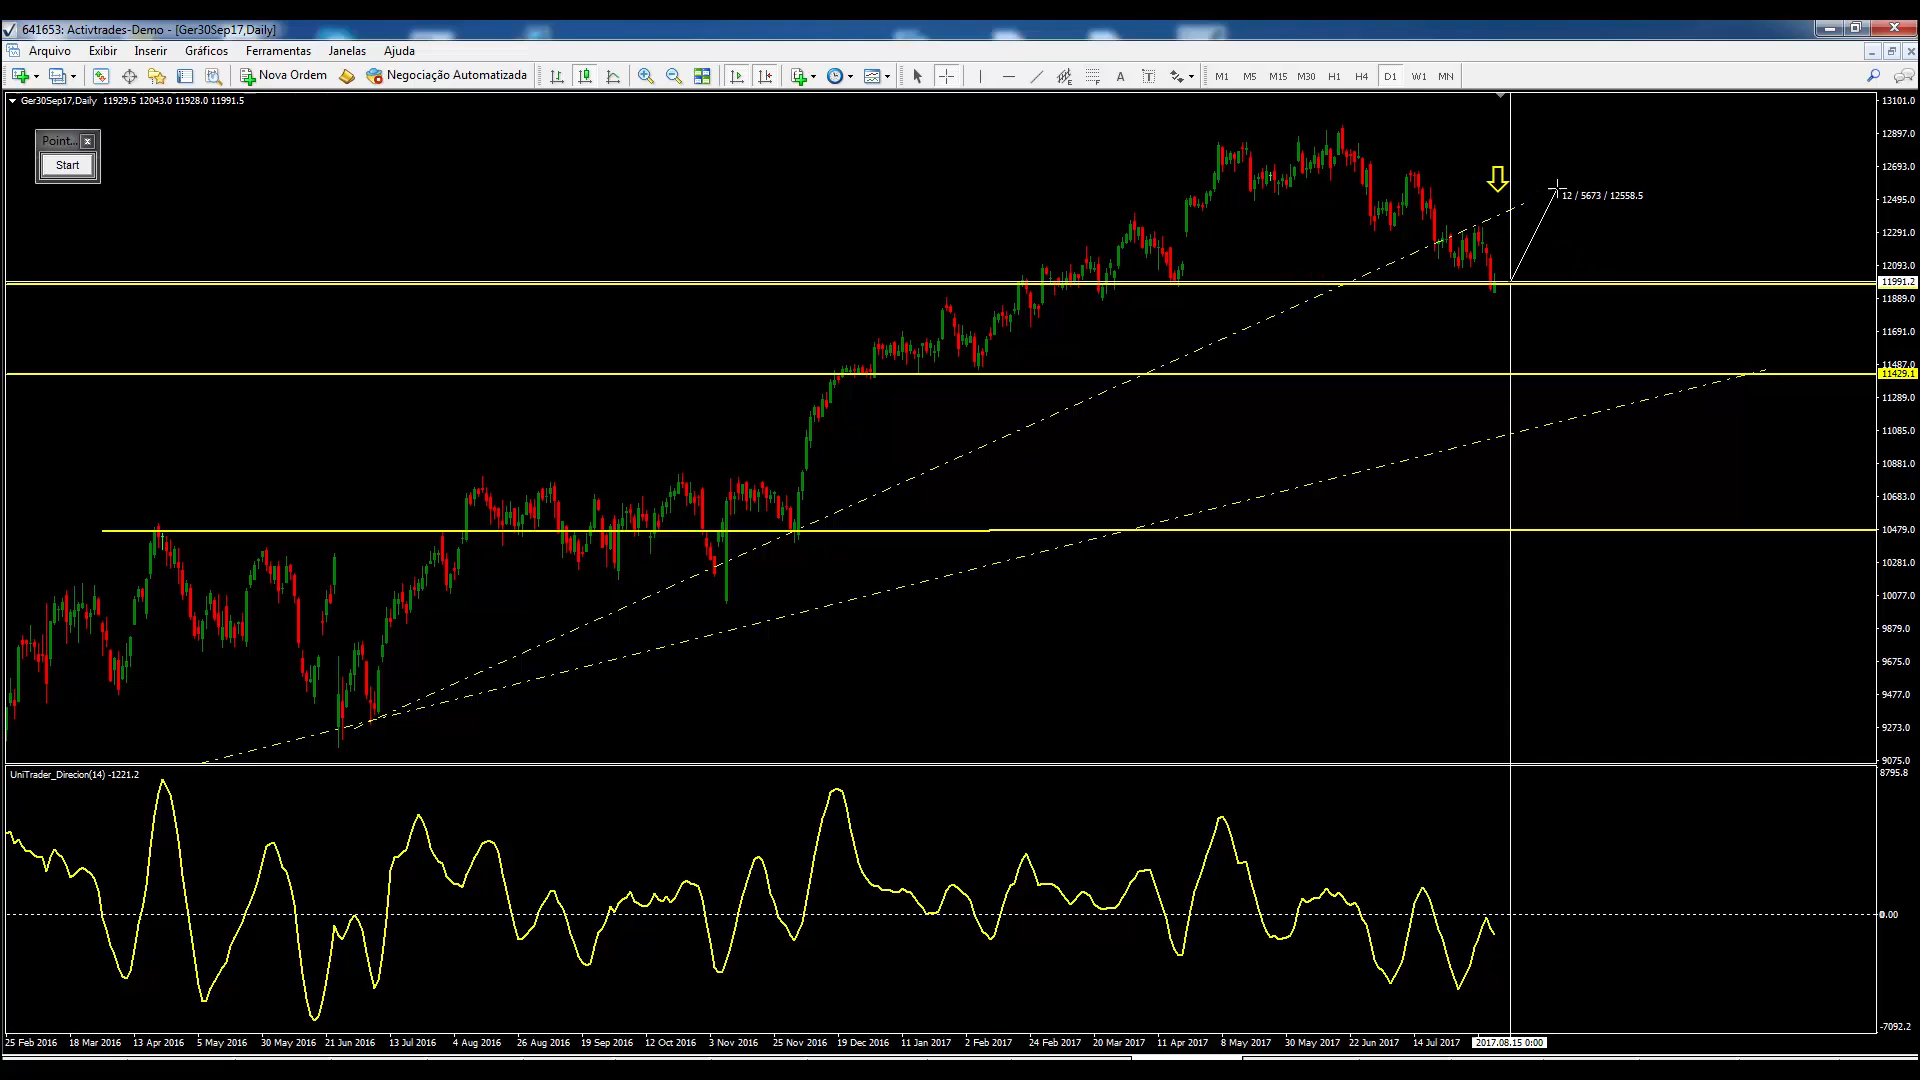 641653: Activtrades-Demo - [Ger30Sep17,Daily]
Arquivo Exibir Inserir Gráficos Ferramentas Janelas Ajuda
Nova Ordem Negociação Automatizada A T M1 M5 M15 M30 H1 H4 D1 W1 MN
Ger30Sep17,Daily 11929.5 12043.0 11928.0 11991.5
Point...
Start
12 / 5673 / 12558.5
13101.0
12897.0
12693.0
12495.0
12291.0
12093.0
11991.2
11889.0
11691.0
11487.0
11429.1
11289.0
11085.0
10881.0
10683.0
10479.0
10281.0
10077.0
9879.0
9675.0
9477.0
9273.0
9075.0
UniTrader_Direcion(14) -1221.2
8795.8
0.00
-7092.2
25 Feb 2016 18 Mar 2016 13 Apr 2016 5 May 2016 30 May 2016 21 Jun 2016 13 Jul 2016 4 Aug 2016 26 Aug 2016 19 Sep 2016 12 Oct 2016 3 Nov 2016 25 Nov 2016 19 Dec 2016 11 Jan 2017 2 Feb 2017 24 Feb 2017 20 Mar 2017 11 Apr 2017 8 May 2017 30 May 2017 22 Jun 2017 14 Jul 2017 2017.08.15 0:00